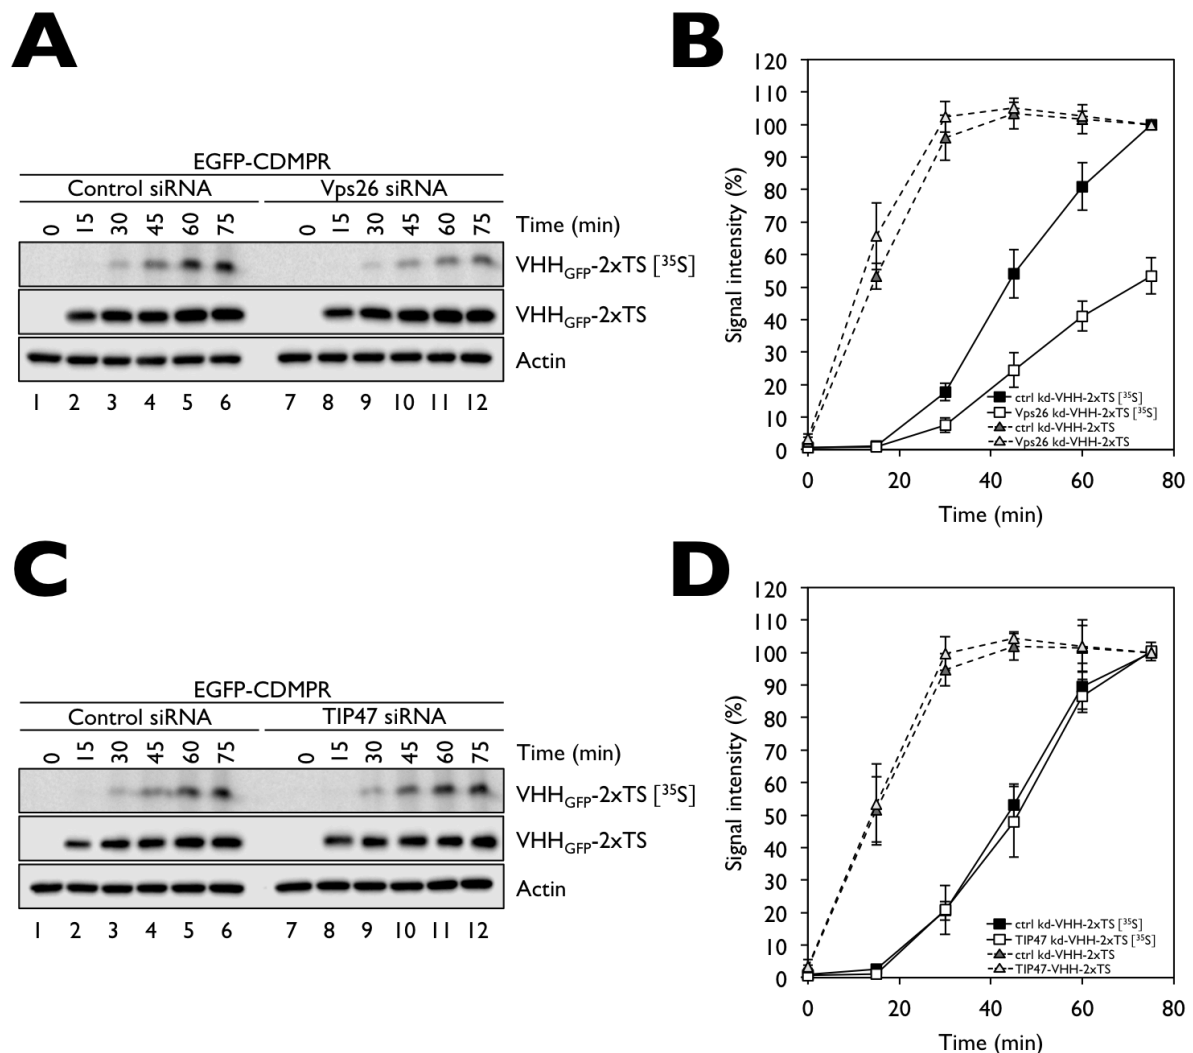 A
EGFP-CDMPR
Control siRNA Vps26 siRNA
0 15 30 45 60 75 0 15 30 45 60 75 Time (min)
VHHGFP-2xTS [35S]
VHHGFP-2xTS
Actin
1 2 3 4 5 6 7 8 9 10 11 12
B
120
110
100
90
80
70
60
50
40
30
20
10
0
Signal intensity (%)
ctrl kd-VHH-2xTS [35S]
Vps26 kd-VHH-2xTS [35S]
ctrl kd-VHH-2xTS
Vps26 kd-VHH-2xTS
0 20 40 60 80
Time (min)
C
EGFP-CDMPR
Control siRNA TIP47 siRNA
0 15 30 45 60 75 0 15 30 45 60 75 Time (min)
VHHGFP-2xTS [35S]
VHHGFP-2xTS
Actin
1 2 3 4 5 6 7 8 9 10 11 12
D
120
110
100
90
80
70
60
50
40
30
20
10
0
Signal intensity (%)
ctrl kd-VHH-2xTS [35S]
TIP47 kd-VHH-2xTS [35S]
ctrl kd-VHH-2xTS
TIP47-VHH-2xTS
0 20 40 60 80
Time (min)